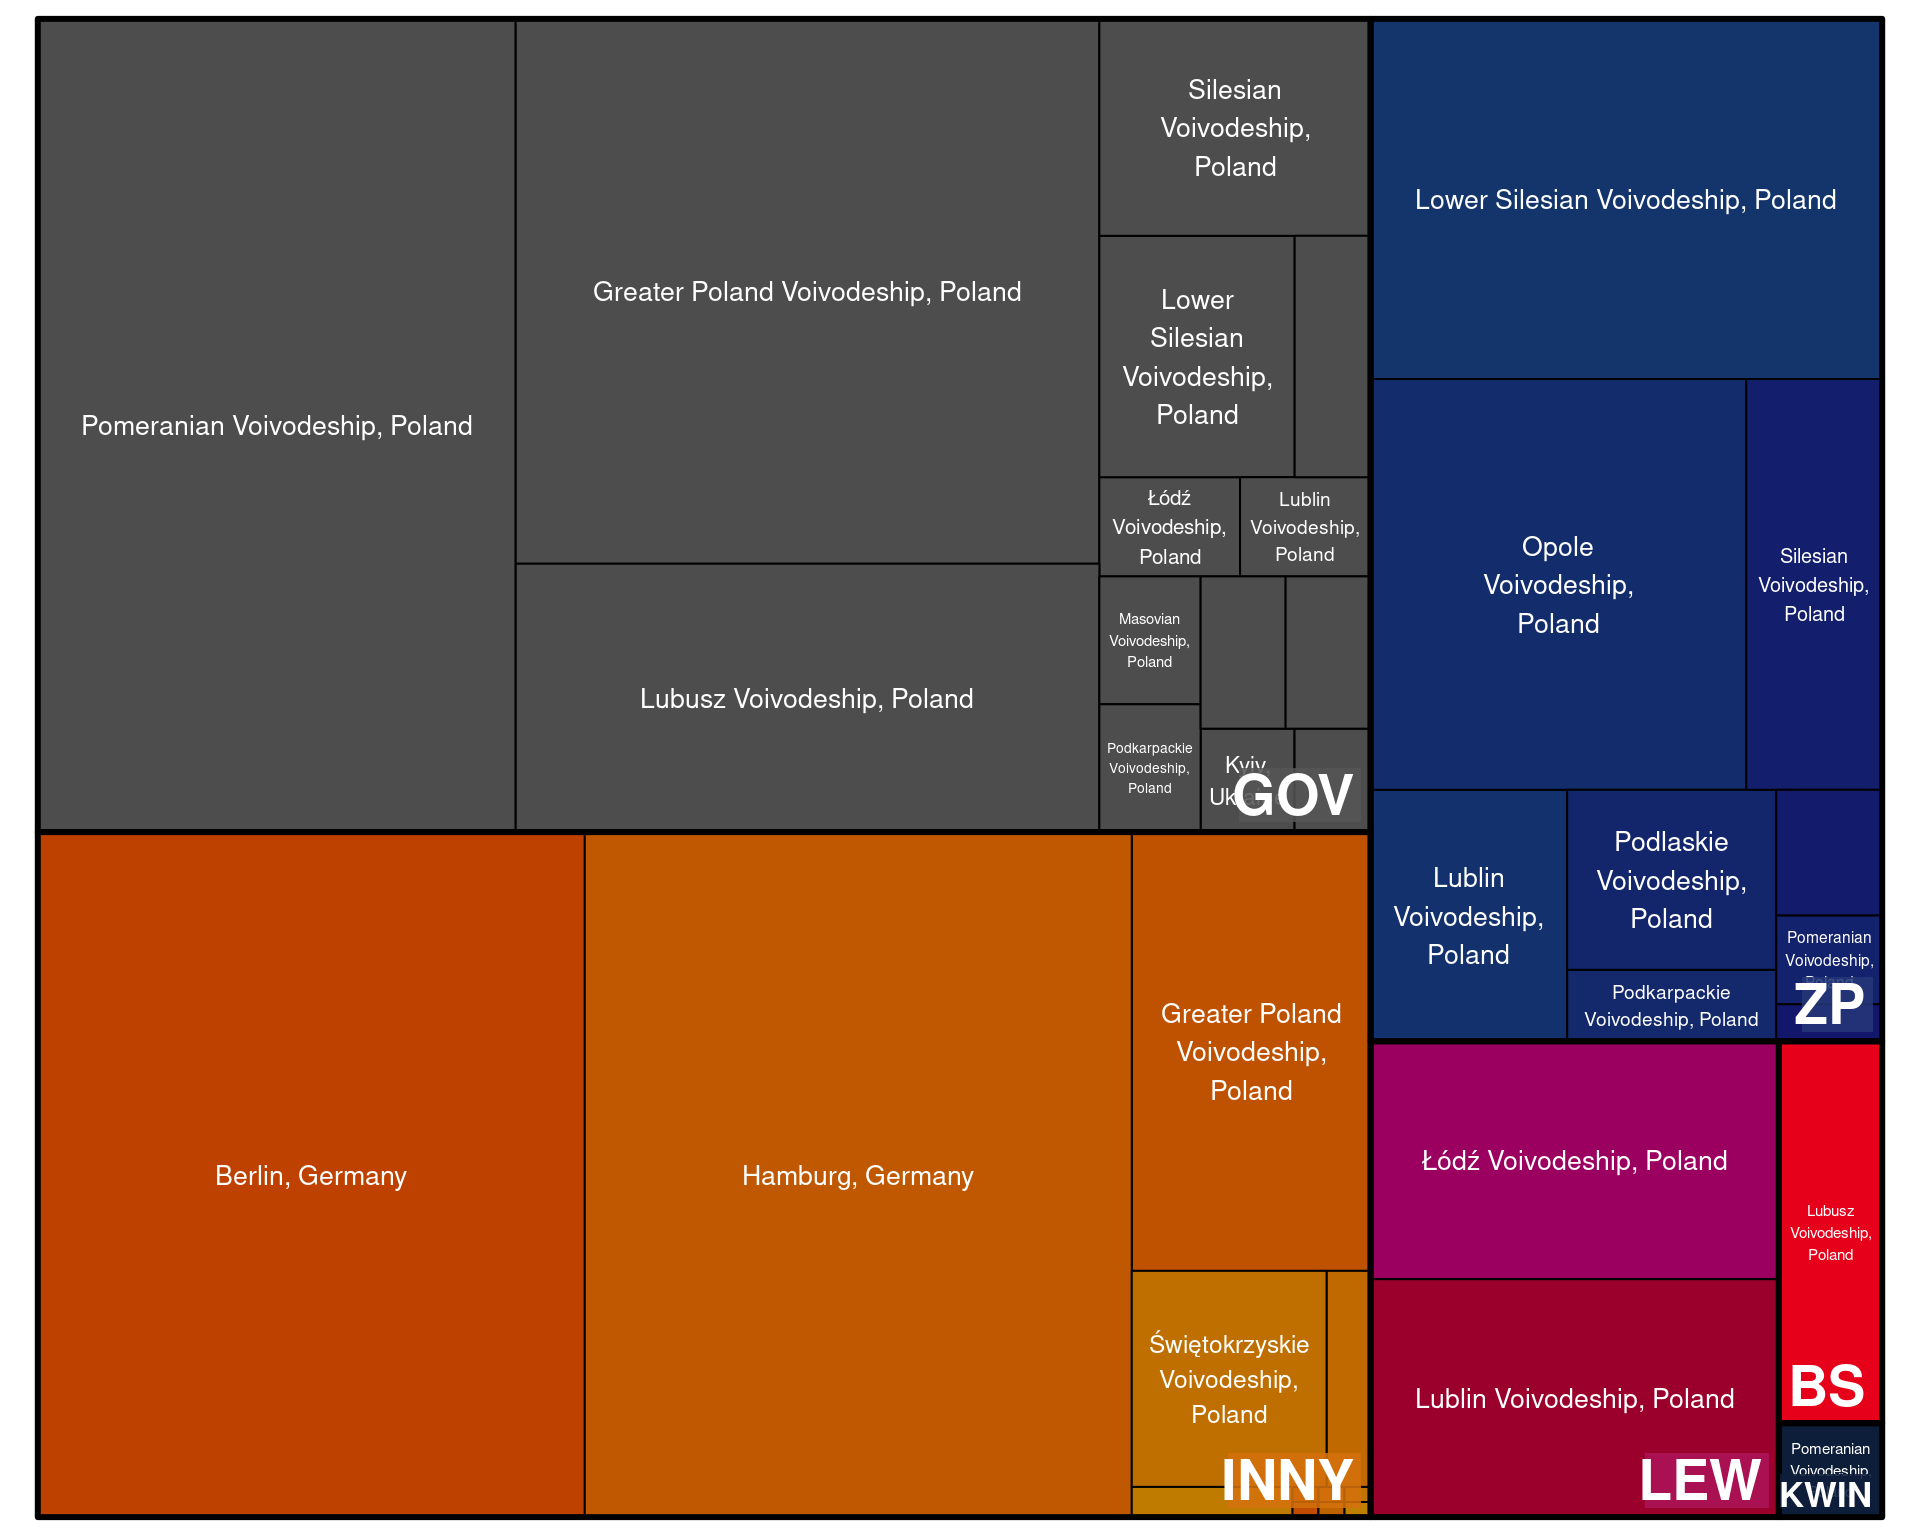 Pomeranian Voivodeship, Poland
Greater Poland Voivodeship, Poland
Lubusz Voivodeship, Poland
Silesian
Voivodeship,
Poland
Lower
Silesian
Voivodeship,
Poland
Łódź
Voivodeship,
Poland
Lublin
Voivodeship,
Poland
Masovian
Voivodeship,
Poland
Podkarpackie
Voivodeship,
Poland
Kyiv,
GOV
Berlin, Germany
Hamburg, Germany
Greater Poland
Voivodeship,
Poland
Świętokrzyskie
Voivodeship,
Poland
INNY
Lower Silesian Voivodeship, Poland
Opole
Voivodeship,
Poland
Silesian
Voivodeship,
Poland
Lublin
Voivodeship,
Poland
Podlaskie
Voivodeship,
Poland
Podkarpackie
Voivodeship, Poland
Pomeranian
Voivodeship,
Poland
ZP
Łódź Voivodeship, Poland
Lublin Voivodeship, Poland
LEW
Lubusz
Voivodeship,
Poland
BS
Pomeranian
Voivodeship,
KWIN